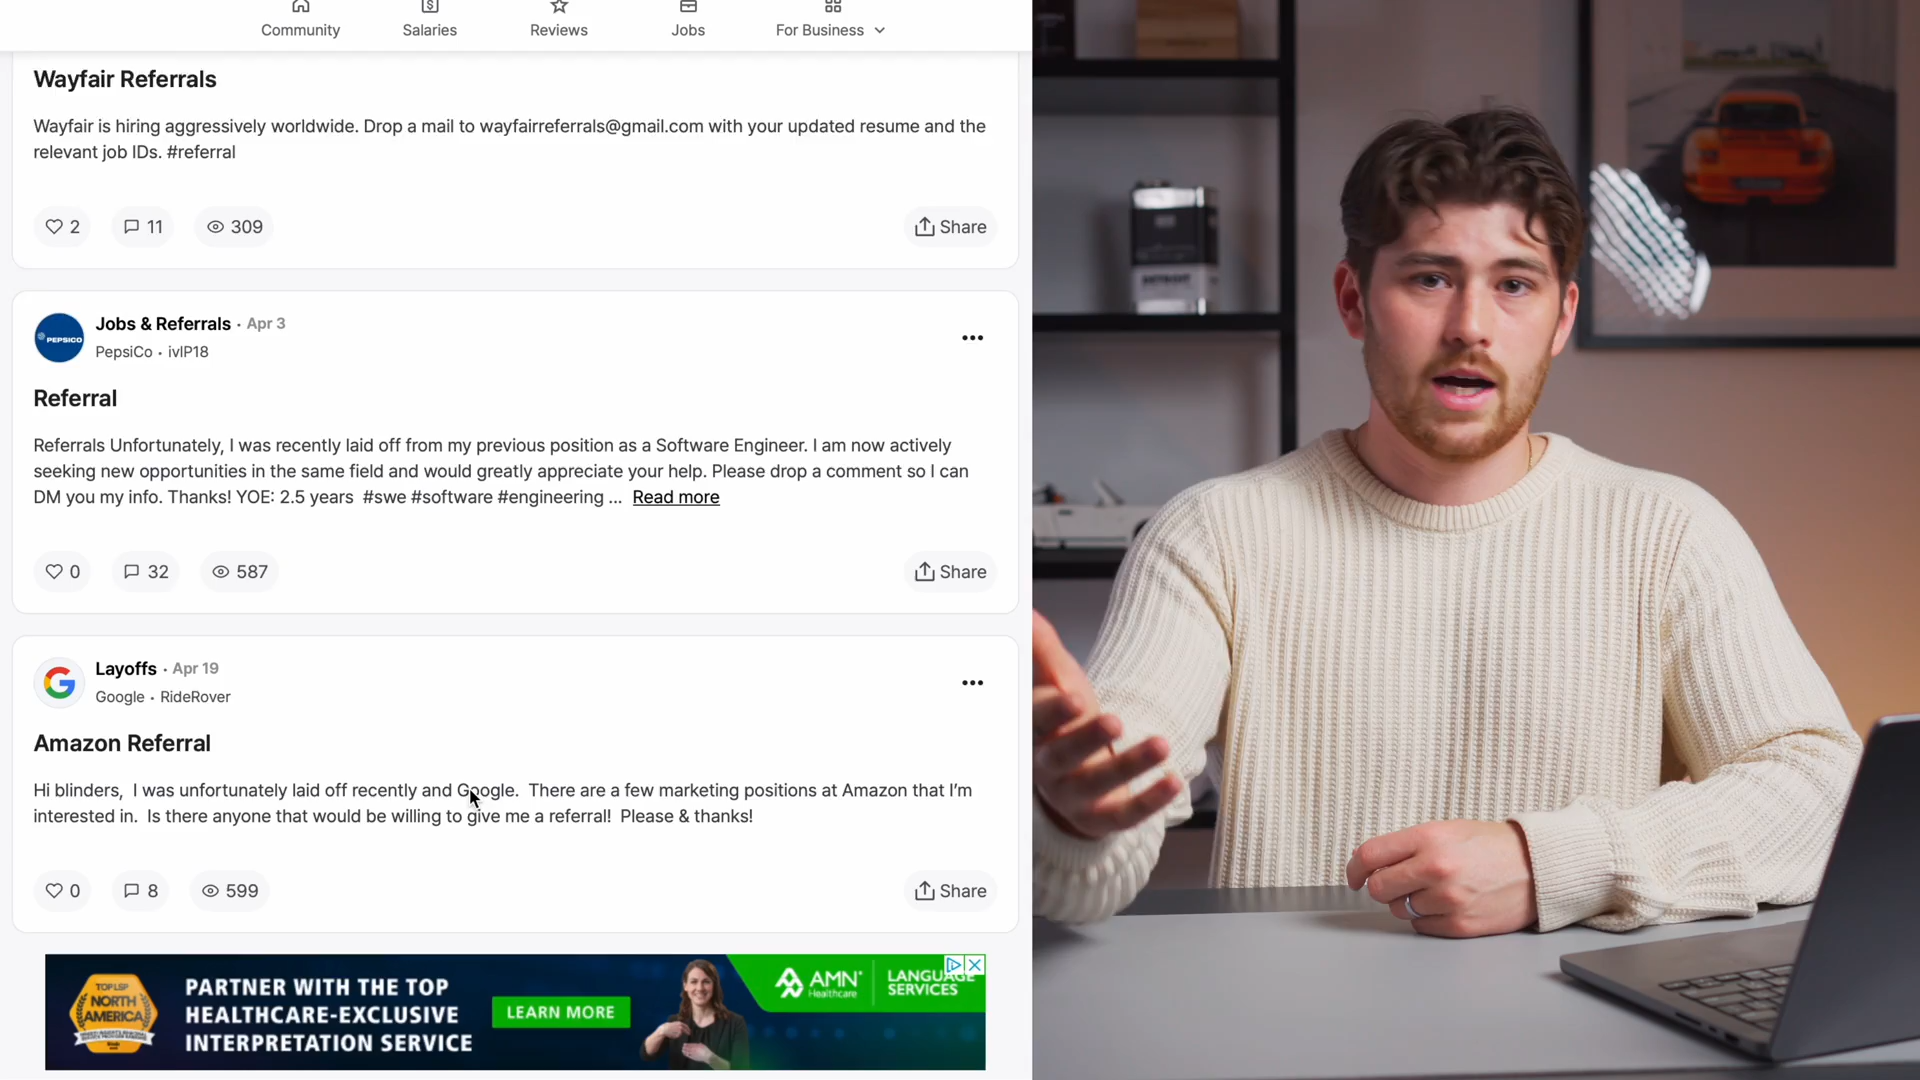 Community
Salaries
Reviews
Jobs
For Business
Wayfair Referrals
Wayfair is hiring aggressively worldwide. Drop a mail to wayfairreferrals@gmail.com with your updated resume and the
relevant job IDs. #referral
2
11
309
Share
PEPSICO
Jobs & Referrals · Apr 3
PepsiCo · ivIP18
Referral
Referrals Unfortunately, I was recently laid off from my previous position as a Software Engineer. I am now actively
seeking new opportunities in the same field and would greatly appreciate your help. Please drop a comment so I can
DM you my info. Thanks! YOE: 2.5 years #swe #software #engineering ... Read more
0
32
587
Share
Layoffs · Apr 19
Google · RideRover
Amazon Referral
Hi blinders, I was unfortunately laid off recently and Google. There are a few marketing positions at Amazon that I'm
interested in. Is there anyone that would be willing to give me a referral! Please & thanks!
0
8
599
Share
TOP LSP
NORTH
AMERICA
PARTNER WITH THE TOP
HEALTHCARE-EXCLUSIVE
INTERPRETATION SERVICE
LEARN MORE
AMN
Healthcare
LANGUAGE
SERVICES
DETROIT